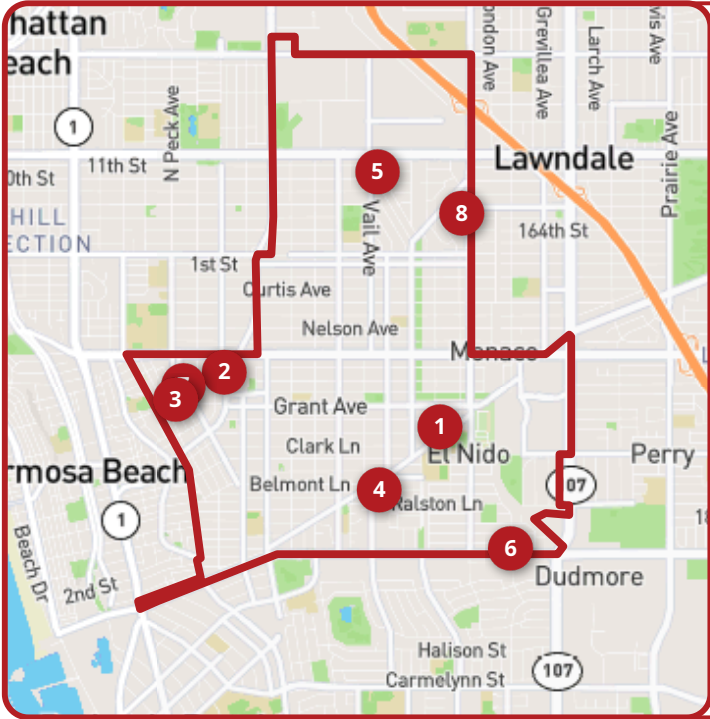 hattan
each
1
N Peck Ave
ondon Ave
Grevillea Ave
Larch Ave
vis Ave
Prairie Ave
11th St
0th St
5
Lawndale
HILL
ECTION
8
Vail Ave
164th St
1st St
Curtis Ave
Nelson Ave
Monaco
2
3
Grant Ave
1
Clark Ln
El Nido
Perry
rmosa Beach
Belmont Ln
4
Ralston Ln
07
1
18
Beach Dr
6
2nd St
Dudmore
Halison St
Carmelynn St
107